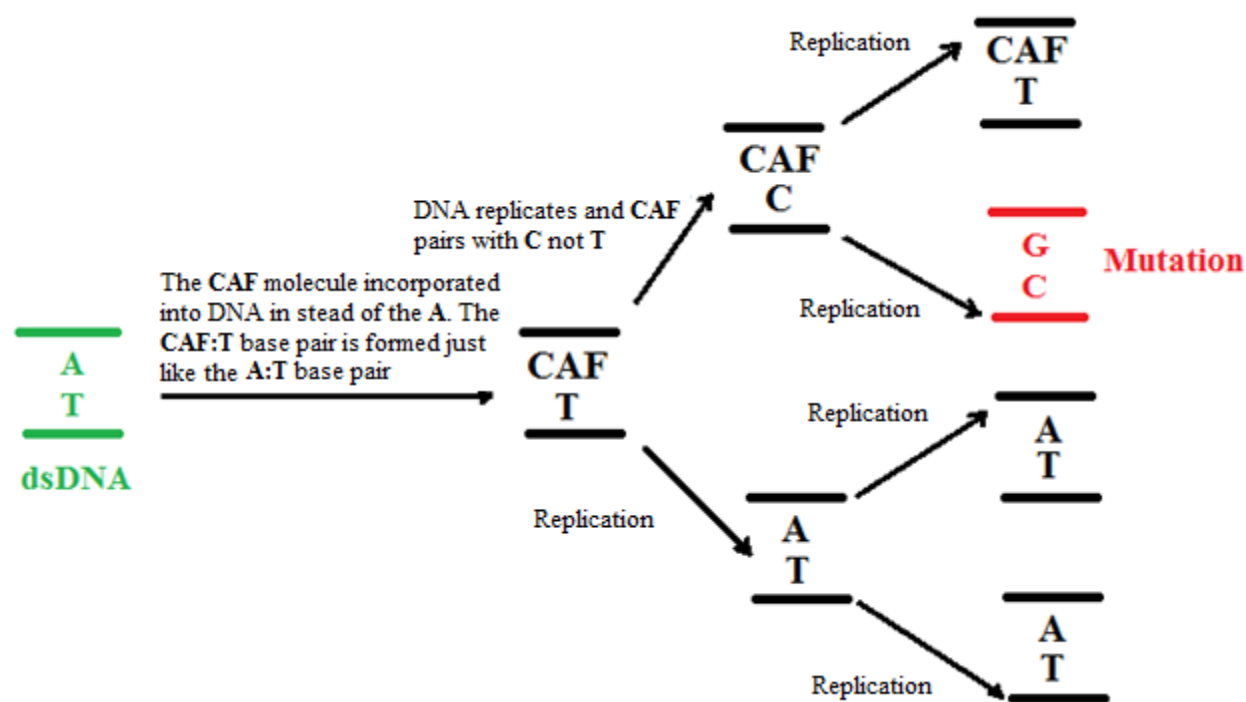 Replication
CAF
T
CAF
C
DNA replicates and CAF
pairs with C not T
G
C
Mutation
The CAF molecule incorporated
into DNA in stead of the A. The
CAF:T base pair is formed just
like the A:T base pair
Replication
A
T
dsDNA
CAF
T
Replication
A
T
Replication
A
T
A
T
Replication